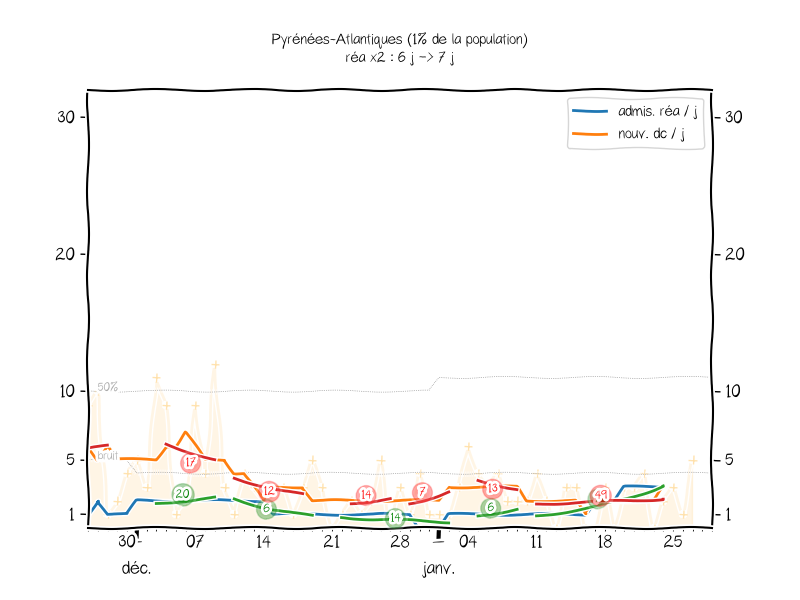 Pyrénées-Atlantiques (1% de la population)
réa x2 : 6 j -> 7 j
admis. réa / j
nouv. dc / j
30 30
20 20
10 10
5 5
1 1
50%
bruit
17
20
12
6
14
7
14
13
6
49
30 07 14 21 28 04 11 18 25
déc. janv.